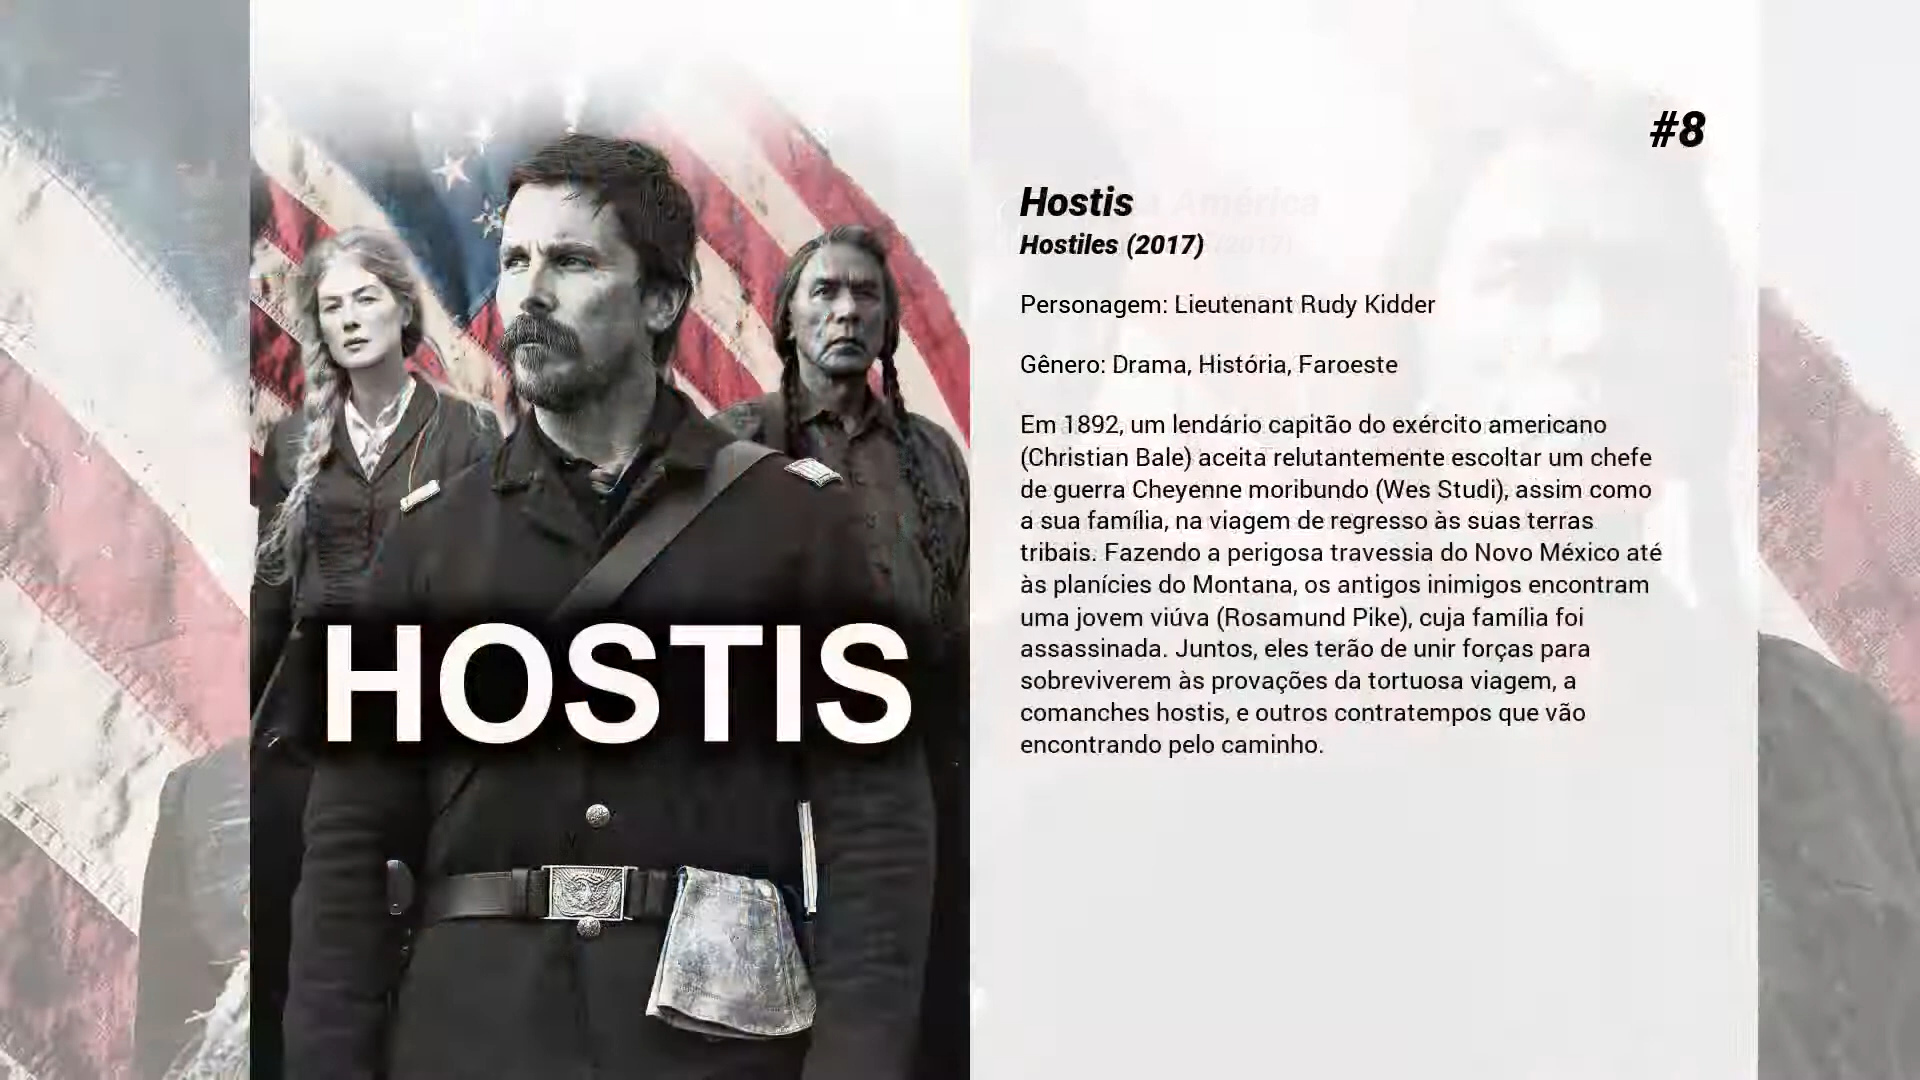 HOSTIS
#8
Hostis
Hostiles (2017)
Personagem: Lieutenant Rudy Kidder
Gênero: Drama, História, Faroeste
Em 1892, um lendário capitão do exército americano
(Christian Bale) aceita relutantemente escoltar um chefe
de guerra Cheyenne moribundo (Wes Studi), assim como
a sua família, na viagem de regresso às suas terras
tribais. Fazendo a perigosa travessia do Novo México até
às planícies do Montana, os antigos inimigos encontram
uma jovem viúva (Rosamund Pike), cuja família foi
assassinada. Juntos, eles terão de unir forças para
sobreviverem às provações da tortuosa viagem, a
comanches hostis, e outros contratempos que vão
encontrando pelo caminho.